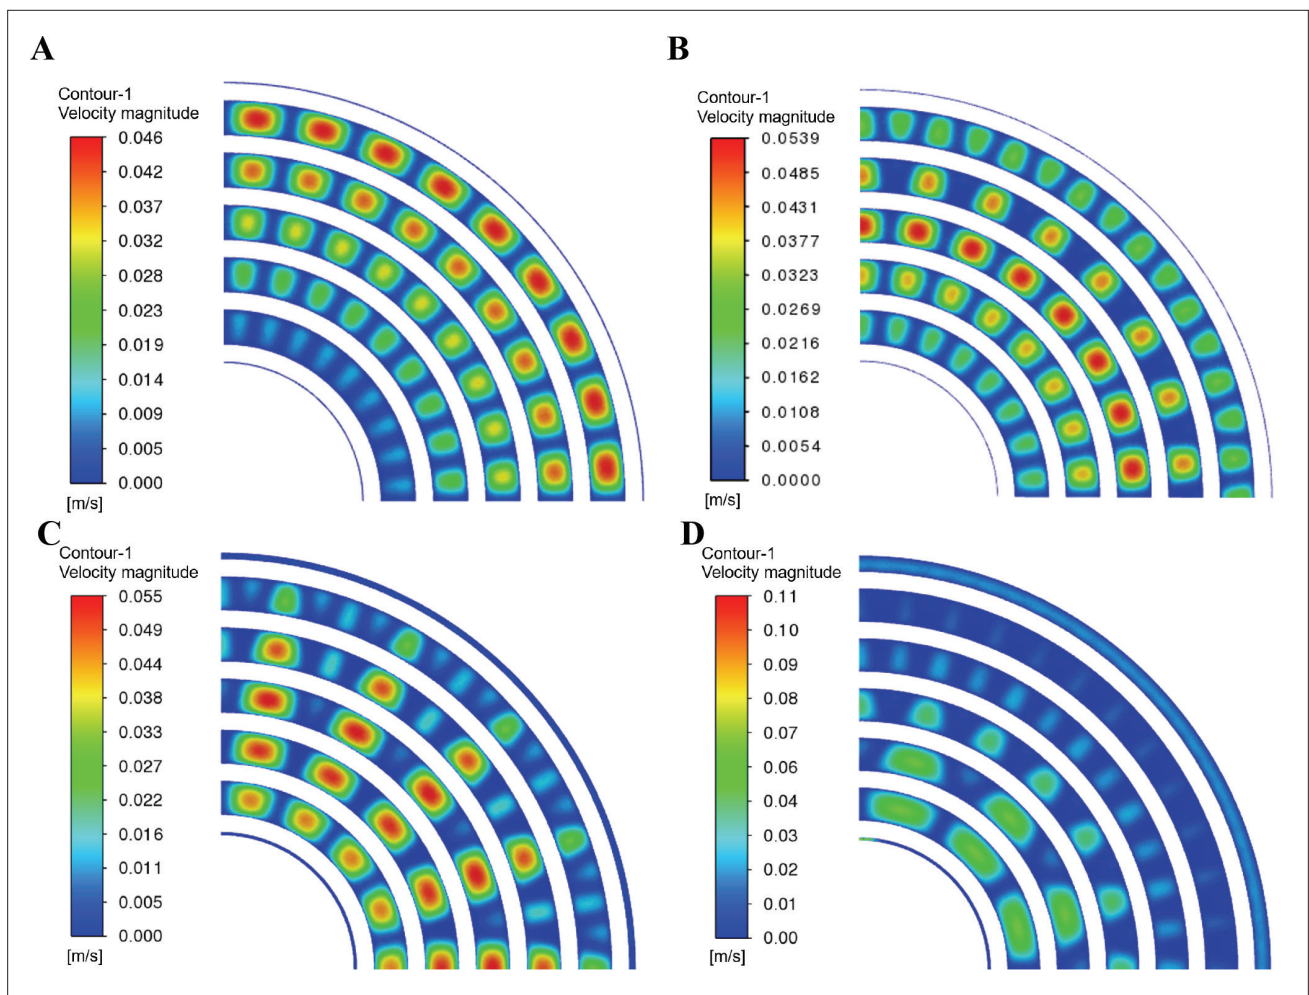 A
Contour-1
Velocity magnitude
0.046
0.042
0.037
0.032
0.028
0.023
0.019
0.014
0.009
0.005
0.000
[m/s]
B
Contour-1
Velocity magnitude
0.0539
0.0485
0.0431
0.0377
0.0323
0.0269
0.0216
0.0162
0.0108
0.0054
0.0000
[m/s]
C
Contour-1
Velocity magnitude
0.055
0.049
0.044
0.038
0.033
0.027
0.022
0.016
0.011
0.005
0.000
[m/s]
D
Contour-1
Velocity magnitude
0.11
0.10
0.09
0.08
0.07
0.06
0.04
0.03
0.02
0.01
0.00
[m/s]